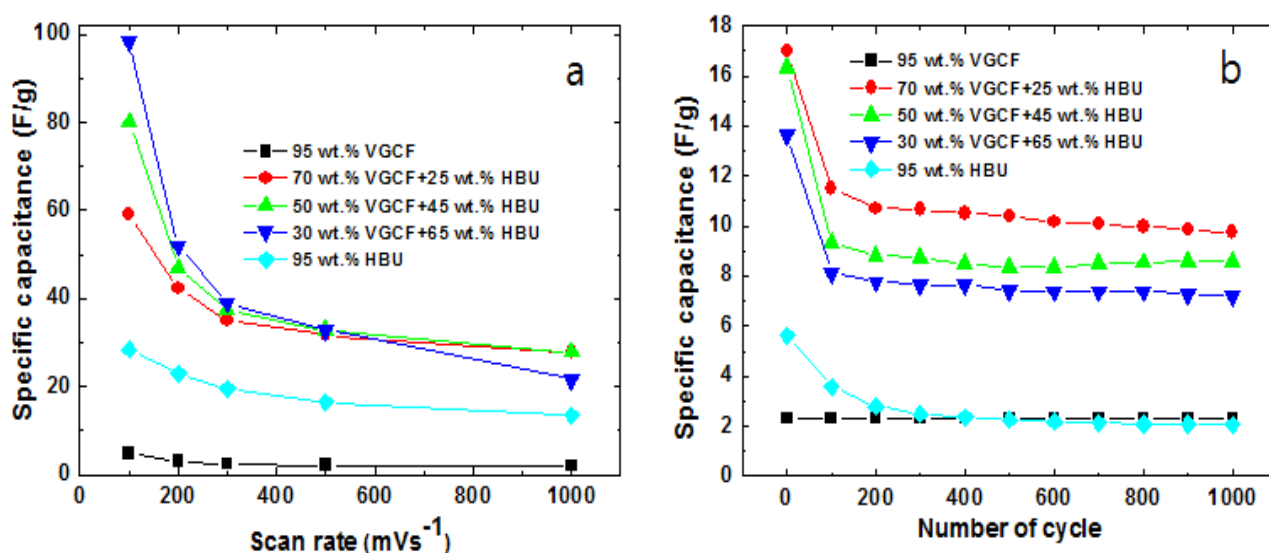 a
Specific capacitance (F/g)
100
80
60
40
20
0
95 wt.% VGCF
70 wt.% VGCF+25 wt.% HBU
50 wt.% VGCF+45 wt.% HBU
30 wt.% VGCF+65 wt.% HBU
95 wt.% HBU
0 200 400 600 800 1000
Scan rate (mVs⁻¹)
b
Specific capacitance (F/g)
18
16
14
12
10
8
6
4
2
0
95 wt.% VGCF
70 wt.% VGCF+25 wt.% HBU
50 wt.% VGCF+45 wt.% HBU
30 wt.% VGCF+65 wt.% HBU
95 wt.% HBU
0 200 400 600 800 1000
Number of cycle